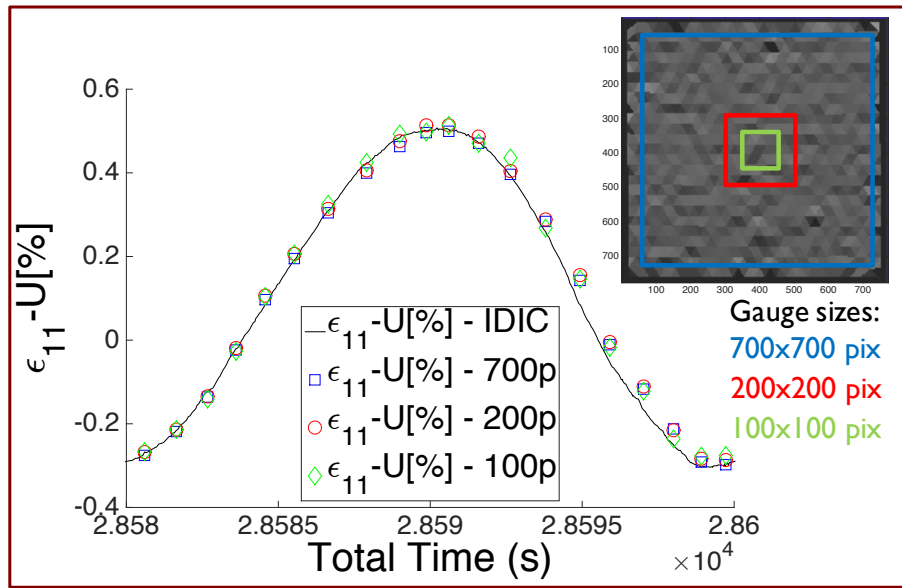 0.6
0.4
0.2
0
-0.2
-0.4
ϵ₁₁-U[%]
2.858
2.8585
2.859
2.8595
2.86
×10⁴
Total Time (s)
ϵ₁₁-U[%] - IDIC
ϵ₁₁-U[%] - 700p
ϵ₁₁-U[%] - 200p
ϵ₁₁-U[%] - 100p
100
200
300
400
500
600
700
100 200 300 400 500 600 700
Gauge sizes:
700x700 pix
200x200 pix
100x100 pix